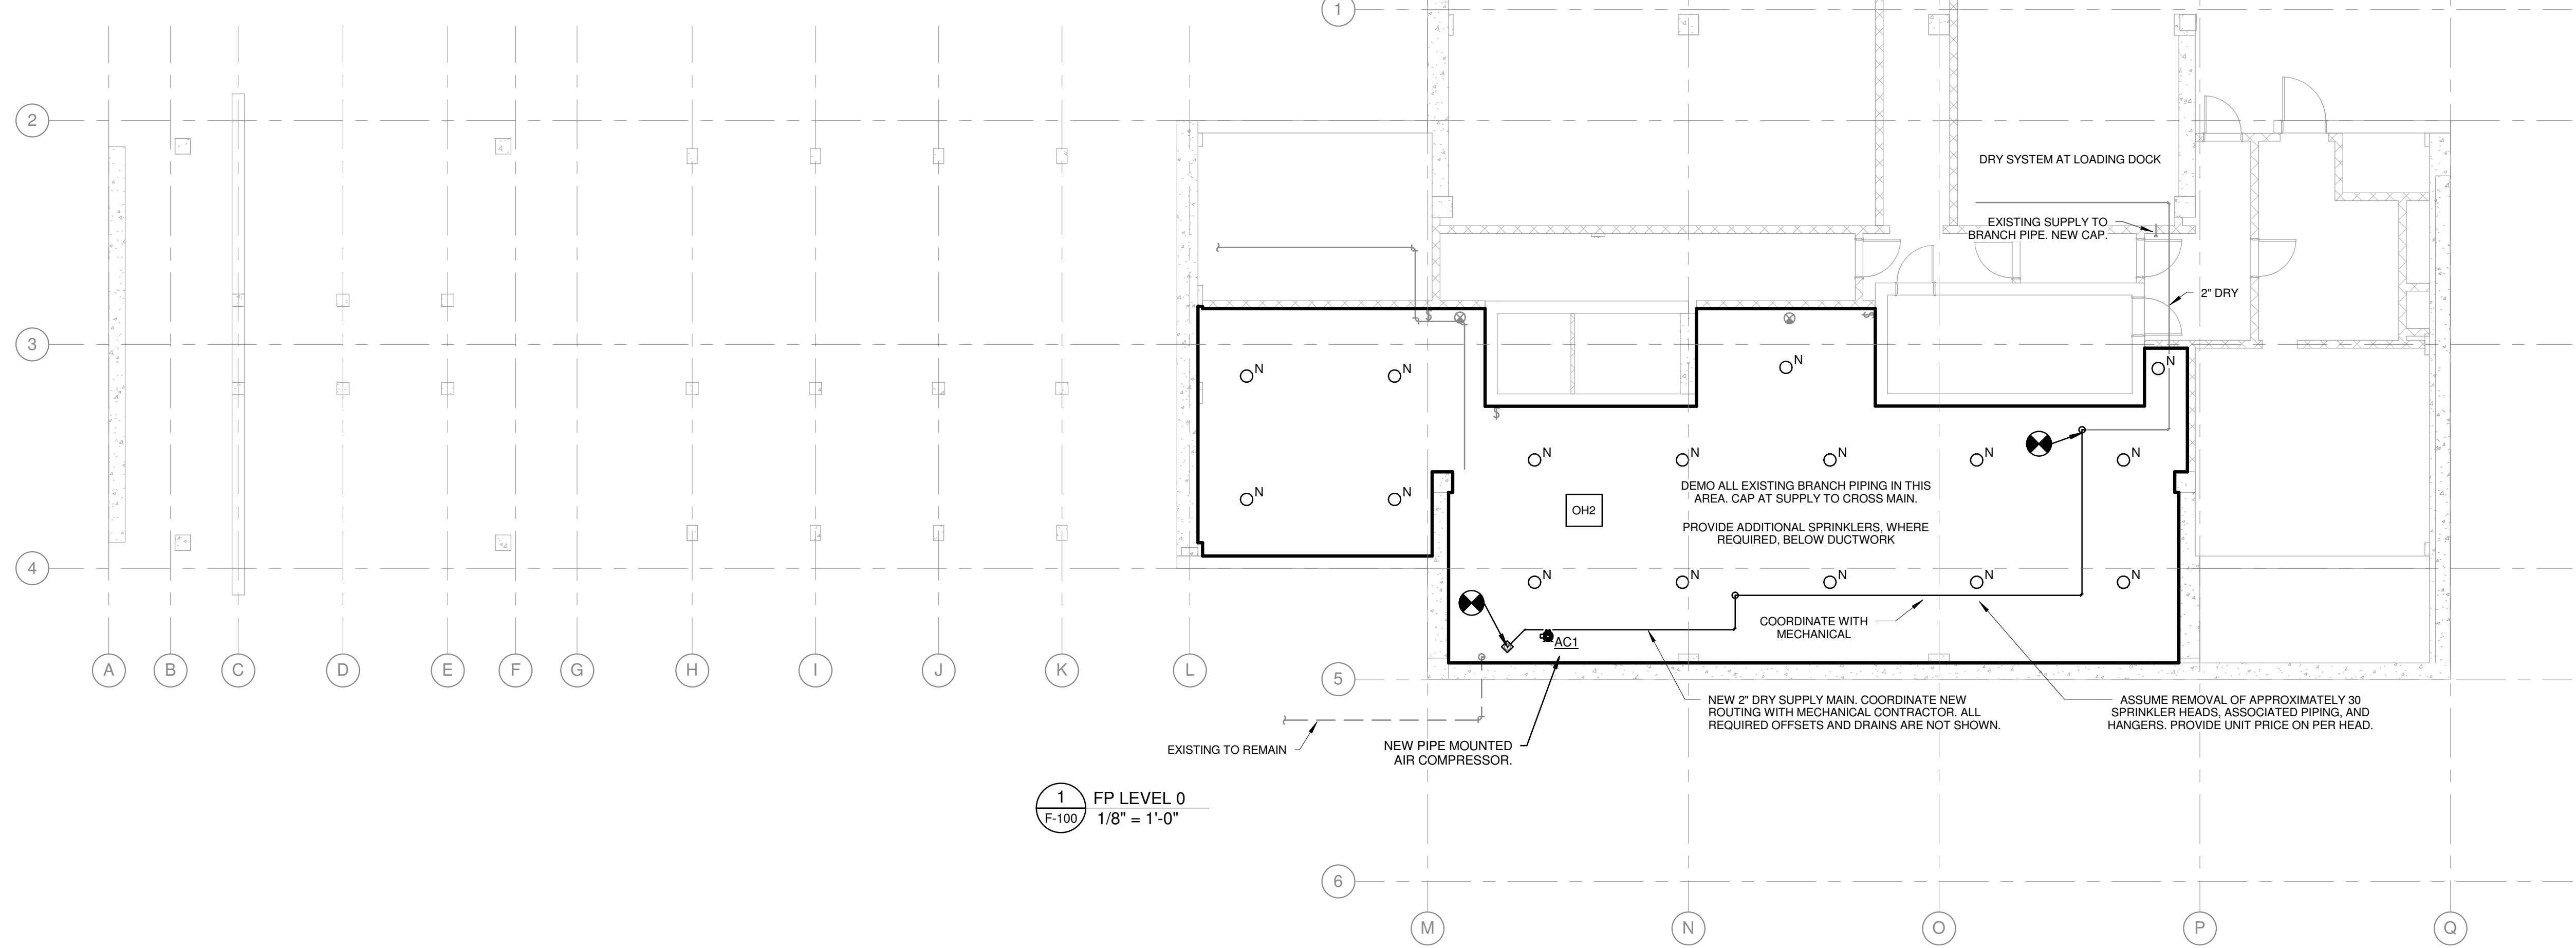 1
2
DRY SYSTEM AT LOADING DOCK
EXISTING SUPPLY TO
BRANCH PIPE. NEW CAP.
2" DRY
$
$
3
N
N
N
N
$
N
N
N
N
N
DEMO ALL EXISTING BRANCH PIPING IN THIS
AREA. CAP AT SUPPLY TO CROSS MAIN.
N
N
OH2
PROVIDE ADDITIONAL SPRINKLERS, WHERE
REQUIRED, BELOW DUCTWORK
4
N
N
N
N
N
COORDINATE WITH
MECHANICAL
AC1
A
B
C
D
E
F
G
H
I
J
K
L
5
NEW 2" DRY SUPPLY MAIN. COORDINATE NEW
ROUTING WITH MECHANICAL CONTRACTOR. ALL
REQUIRED OFFSETS AND DRAINS ARE NOT SHOWN.
ASSUME REMOVAL OF APPROXIMATELY 30
SPRINKLER HEADS, ASSOCIATED PIPING, AND
HANGERS. PROVIDE UNIT PRICE ON PER HEAD.
EXISTING TO REMAIN
NEW PIPE MOUNTED
AIR COMPRESSOR.
1
F-100
FP LEVEL 0
1/8" = 1'-0"
6
M
N
O
P
Q